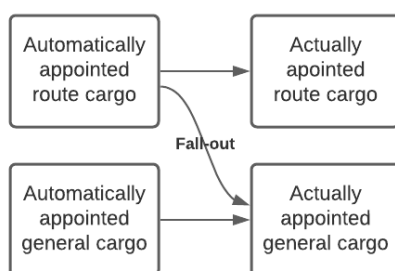 Automatically
appointed
route cargo
Actually
apointed
route cargo
Fall-out
Automatically
appointed
general cargo
Actually
appointed
general cargo